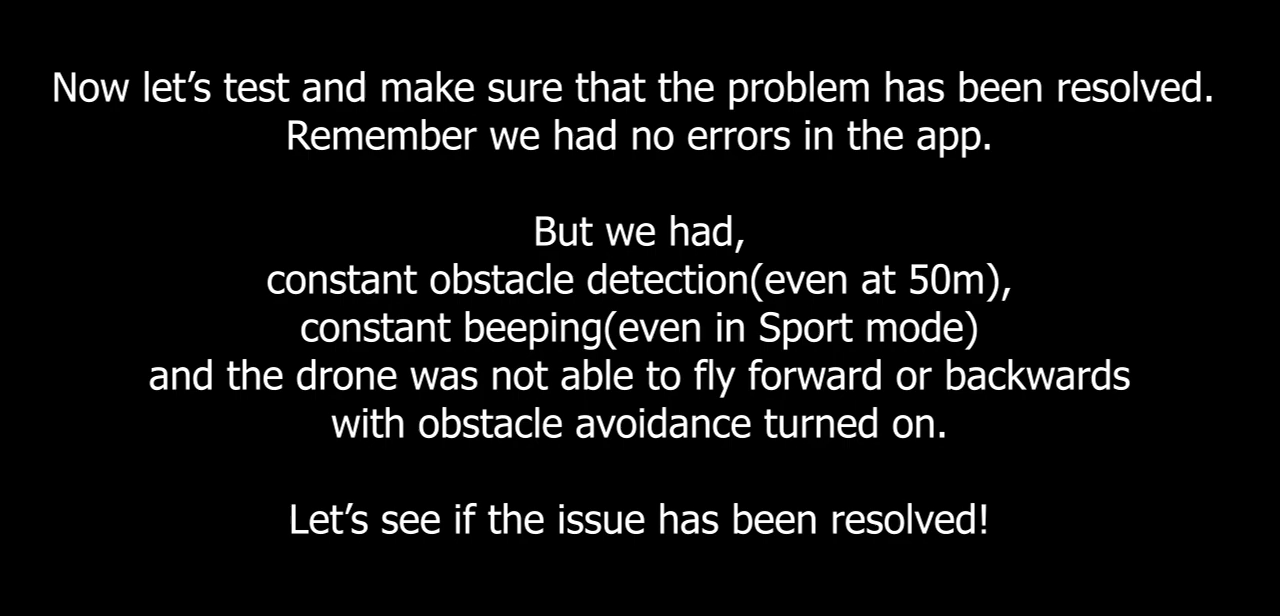 Now let’s test and make sure that the problem has been resolved.
Remember we had no errors in the app.
But we had,
constant obstacle detection(even at 50m),
constant beeping(even in Sport mode)
and the drone was not able to fly forward or backwards
with obstacle avoidance turned on.
Let’s see if the issue has been resolved!